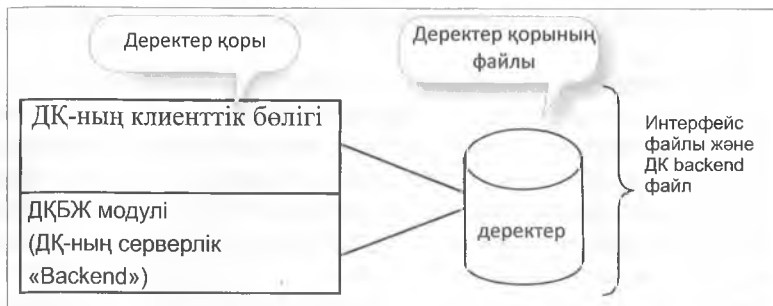 Деректер қоры
Деректер қорының
файлы
ДҚ-ның клиенттік бөлігі
ДҚБЖ модулі
(ДҚ-ның серверлік
«Backend»)
деректер
Интерфейс
файлы және
ДК backend
файл